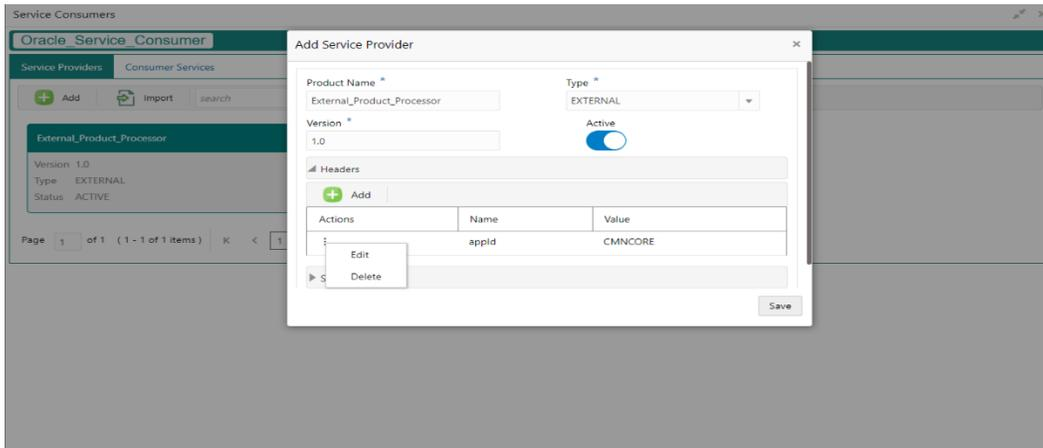 Service Consumers
Oracle_Service_Consumer
Service Providers Consumer Services
Add Import search
External_Product_Processor
Version 1.0
Type EXTERNAL
Status ACTIVE
Page 1 of 1 (1 - 1 of 1 items) K < 1
Add Service Provider ×
Product Name * Type *
External_Product_Processor EXTERNAL
Version * Active
1.0
Headers
Add
Actions Name Value
appId CMNCORE
Edit
Delete
S
Save